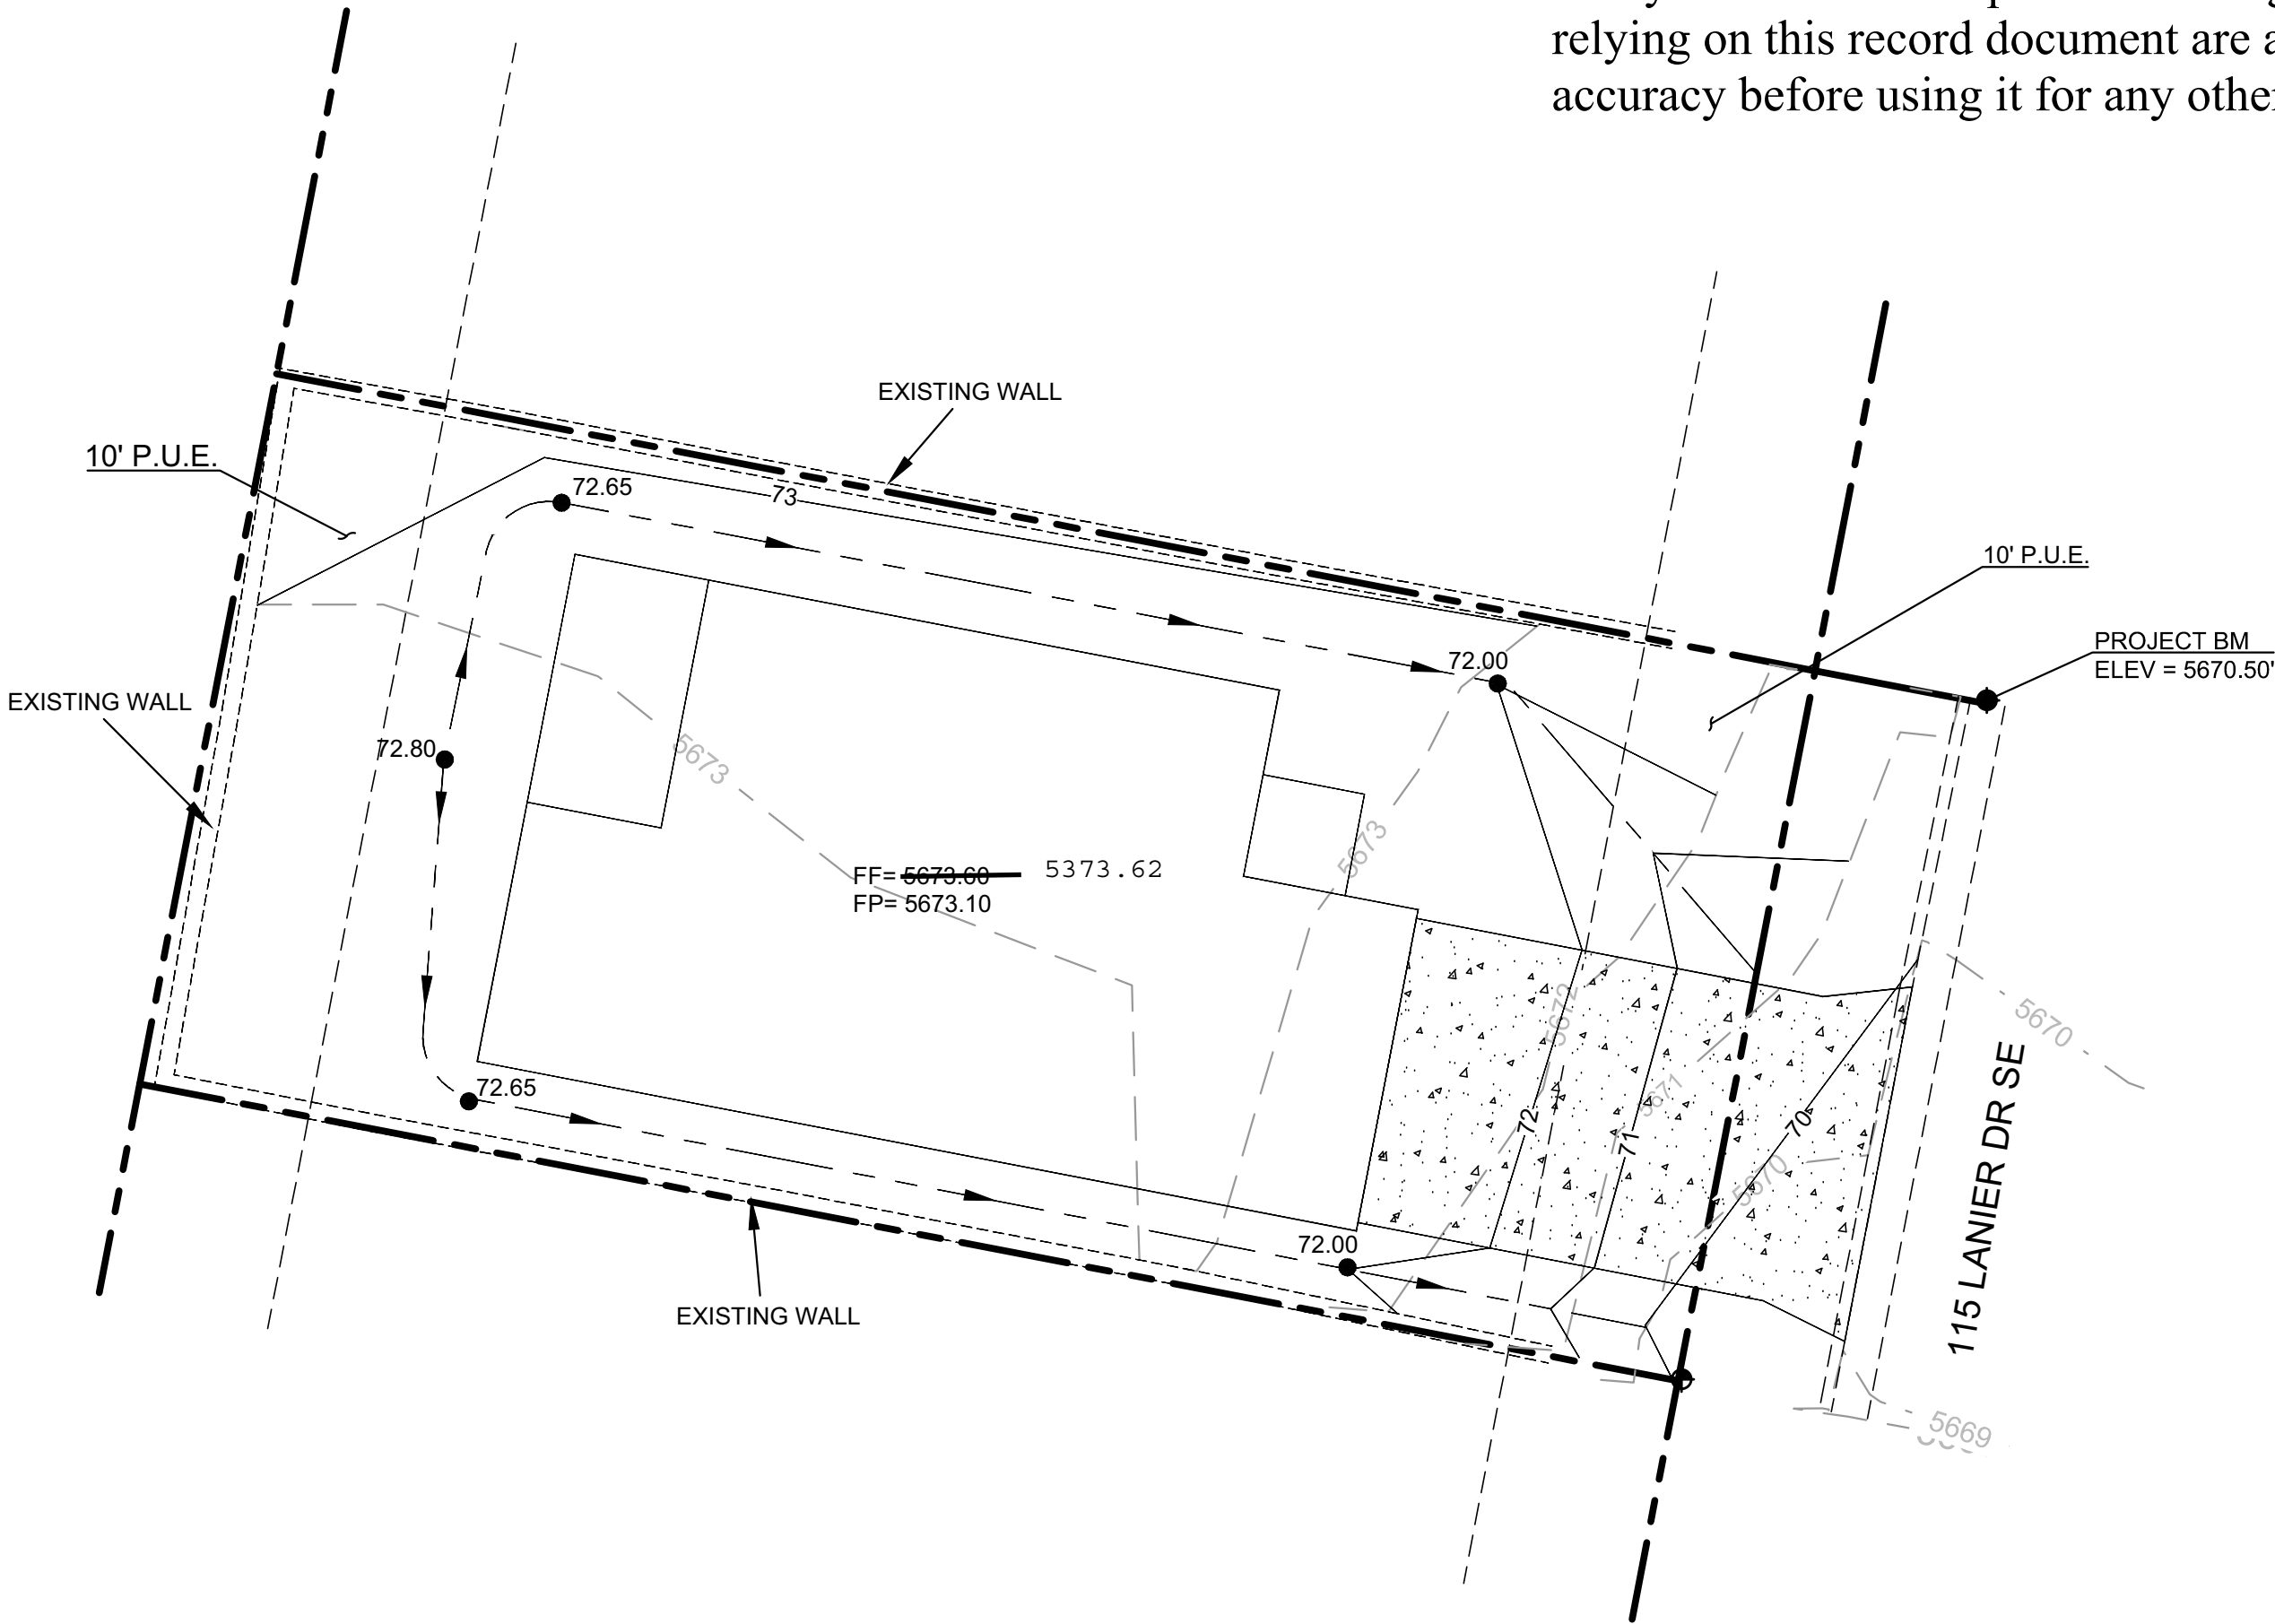 relying on this record document are a
accuracy before using it for any other
EXISTING WALL
10' P.U.E.
72.65
73
10' P.U.E.
PROJECT BM
ELEV = 5670.50'
72.00
EXISTING WALL
72.80
5673
5673
FF= 5673.60 5373.62
FP= 5673.10
5672
5670
72.65
5671
72
71
70
5670
115 LANIER DR SE
72.00
EXISTING WALL
5669